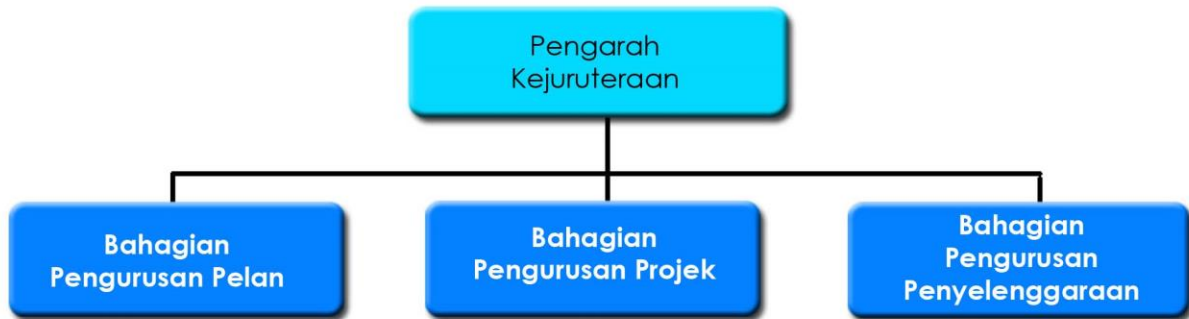 Pengarah
Kejuruteraan
Bahagian
Pengurusan Pelan
Bahagian
Pengurusan Projek
Bahagian
Pengurusan
Penyelenggaraan